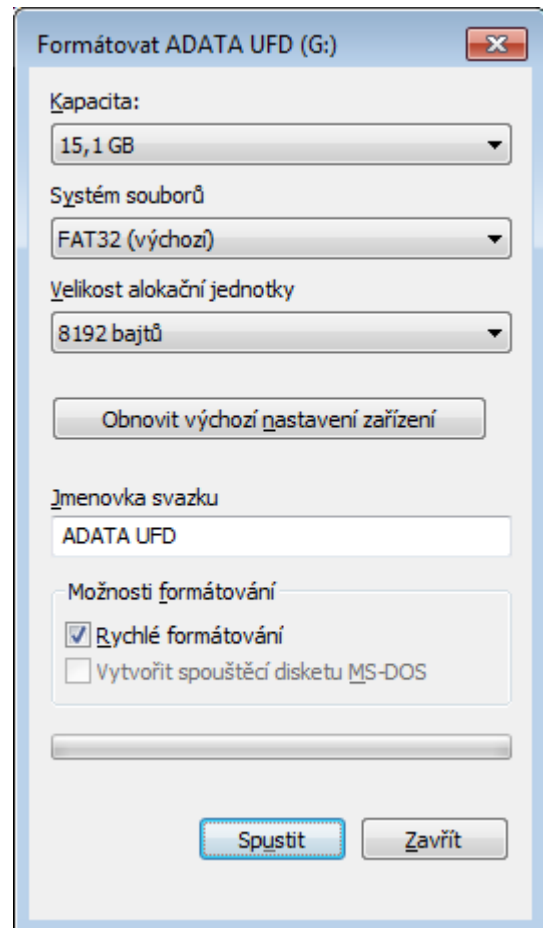 Formátovat ADATA UFD (G:)
Kapacita:
15,1 GB
Systém souborů
FAT32 (výchozí)
Velikost alokační jednotky
8192 bajtů
Obnovit výchozí nastavení zařízení
Jmenovka svazku
ADATA UFD
Možnosti formátování
Rychlé formátování
Vytvořit spouštěcí disketu MS-DOS
Spustit
Zavřít